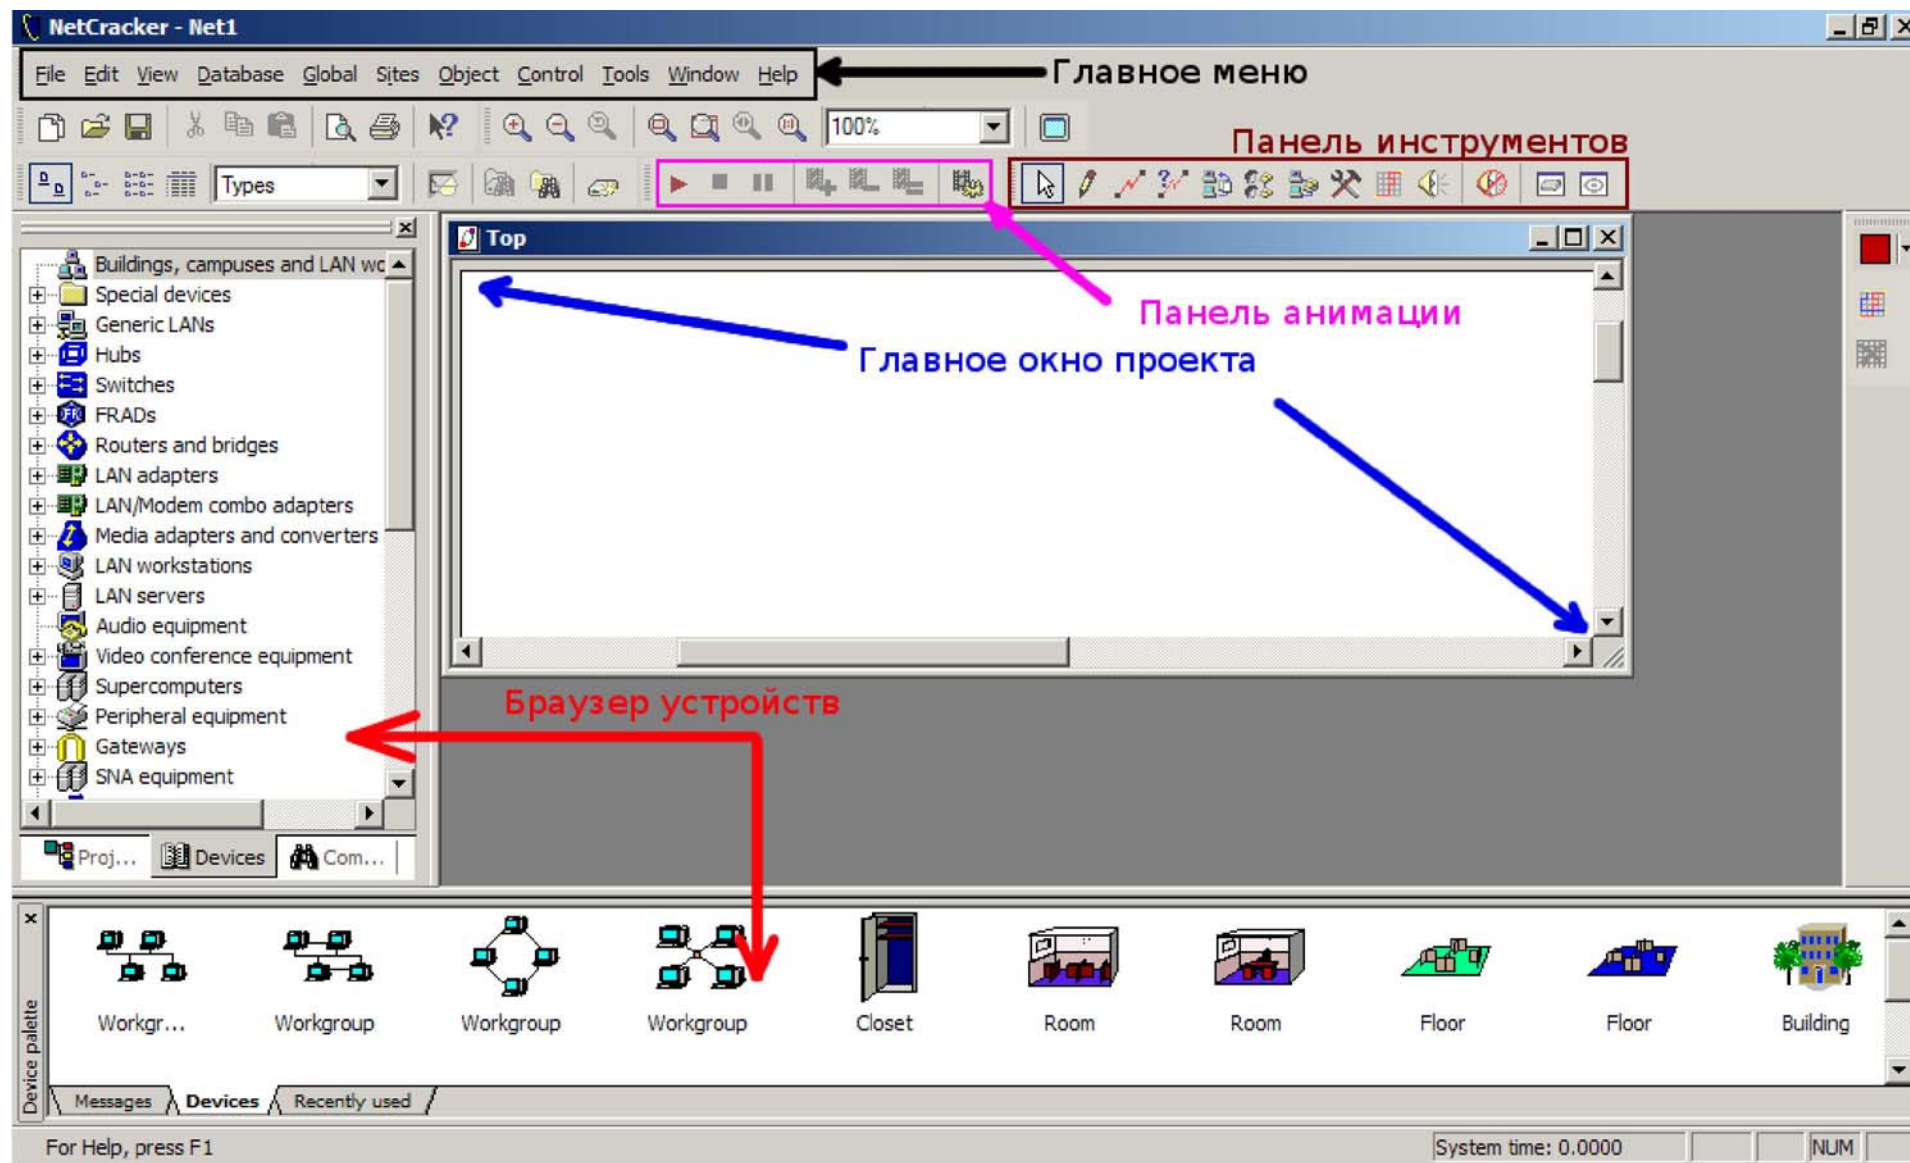 NetCracker - Net1
File Edit View Database Global Sites Object Control Tools Window Help
Главное меню
100%
Панель инструментов
Types
Top
Buildings, campuses and LAN wc
Special devices
Generic LANs
Hubs
Switches
FRADs
Routers and bridges
LAN adapters
LAN/Modem combo adapters
Media adapters and converters
LAN workstations
LAN servers
Audio equipment
Video conference equipment
Supercomputers
Peripheral equipment
Gateways
SNA equipment
Панель анимации
Главное окно проекта
Браузер устройств
Proj... Devices Com...
Device palette
Workgr... Workgroup Workgroup Workgroup Closet Room Room Floor Floor Building
Messages Devices Recently used
For Help, press F1
System time: 0.0000
NUM